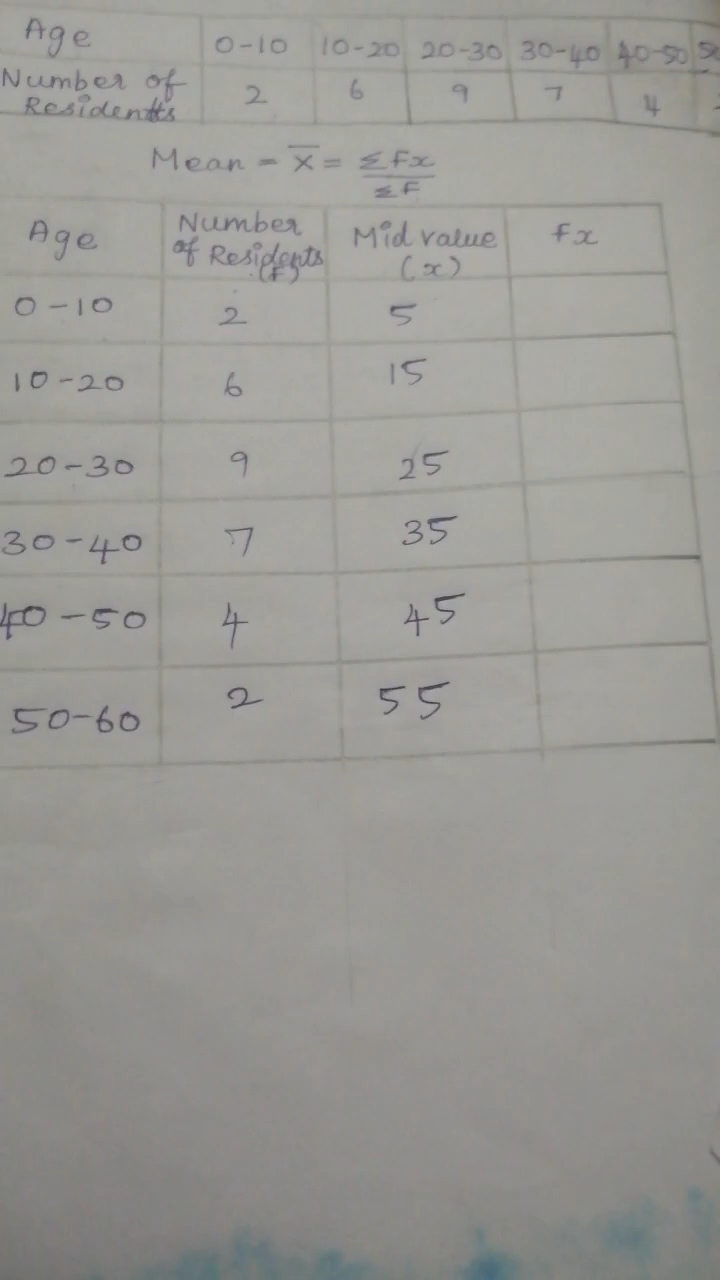 Age 0-10 10-20 20-30 30-40 40-50
Number of Residents 2 6 9 7 4
Mean = x̄ = Σfx / Σf
Age Number of Residents (f) Mid value (x) fx
0-10 2 5
10-20 6 15
20-30 9 25
30-40 7 35
40-50 4 45
50-60 2 55